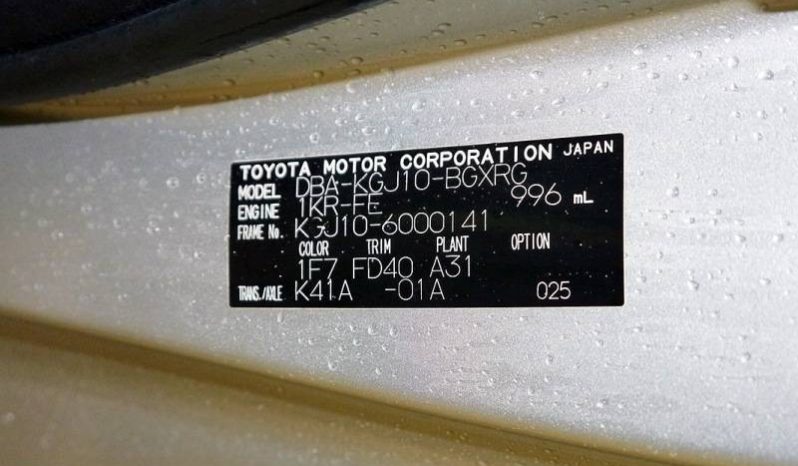 TOYOTA MOTOR CORPORATION JAPAN
MODEL DBA-KGJ10-BGXRG
ENGINE 1KR-FE 996 mL
FRAME No. KGJ10-6000141
COLOR TRIM PLANT OPTION
1F7 FD40 A31
TRANS./AXLE K41A -01A 025